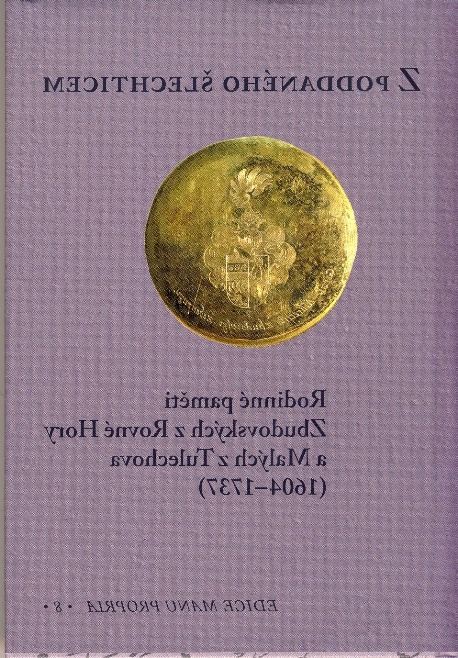 Z PODDANÉHO ŠLECHTICEM
Rodinné paměti
Zbudovských z Rovné Hory
a Malých z Tulechova
(1604–1737)
EDICE MANU PROPRIA • 8 •